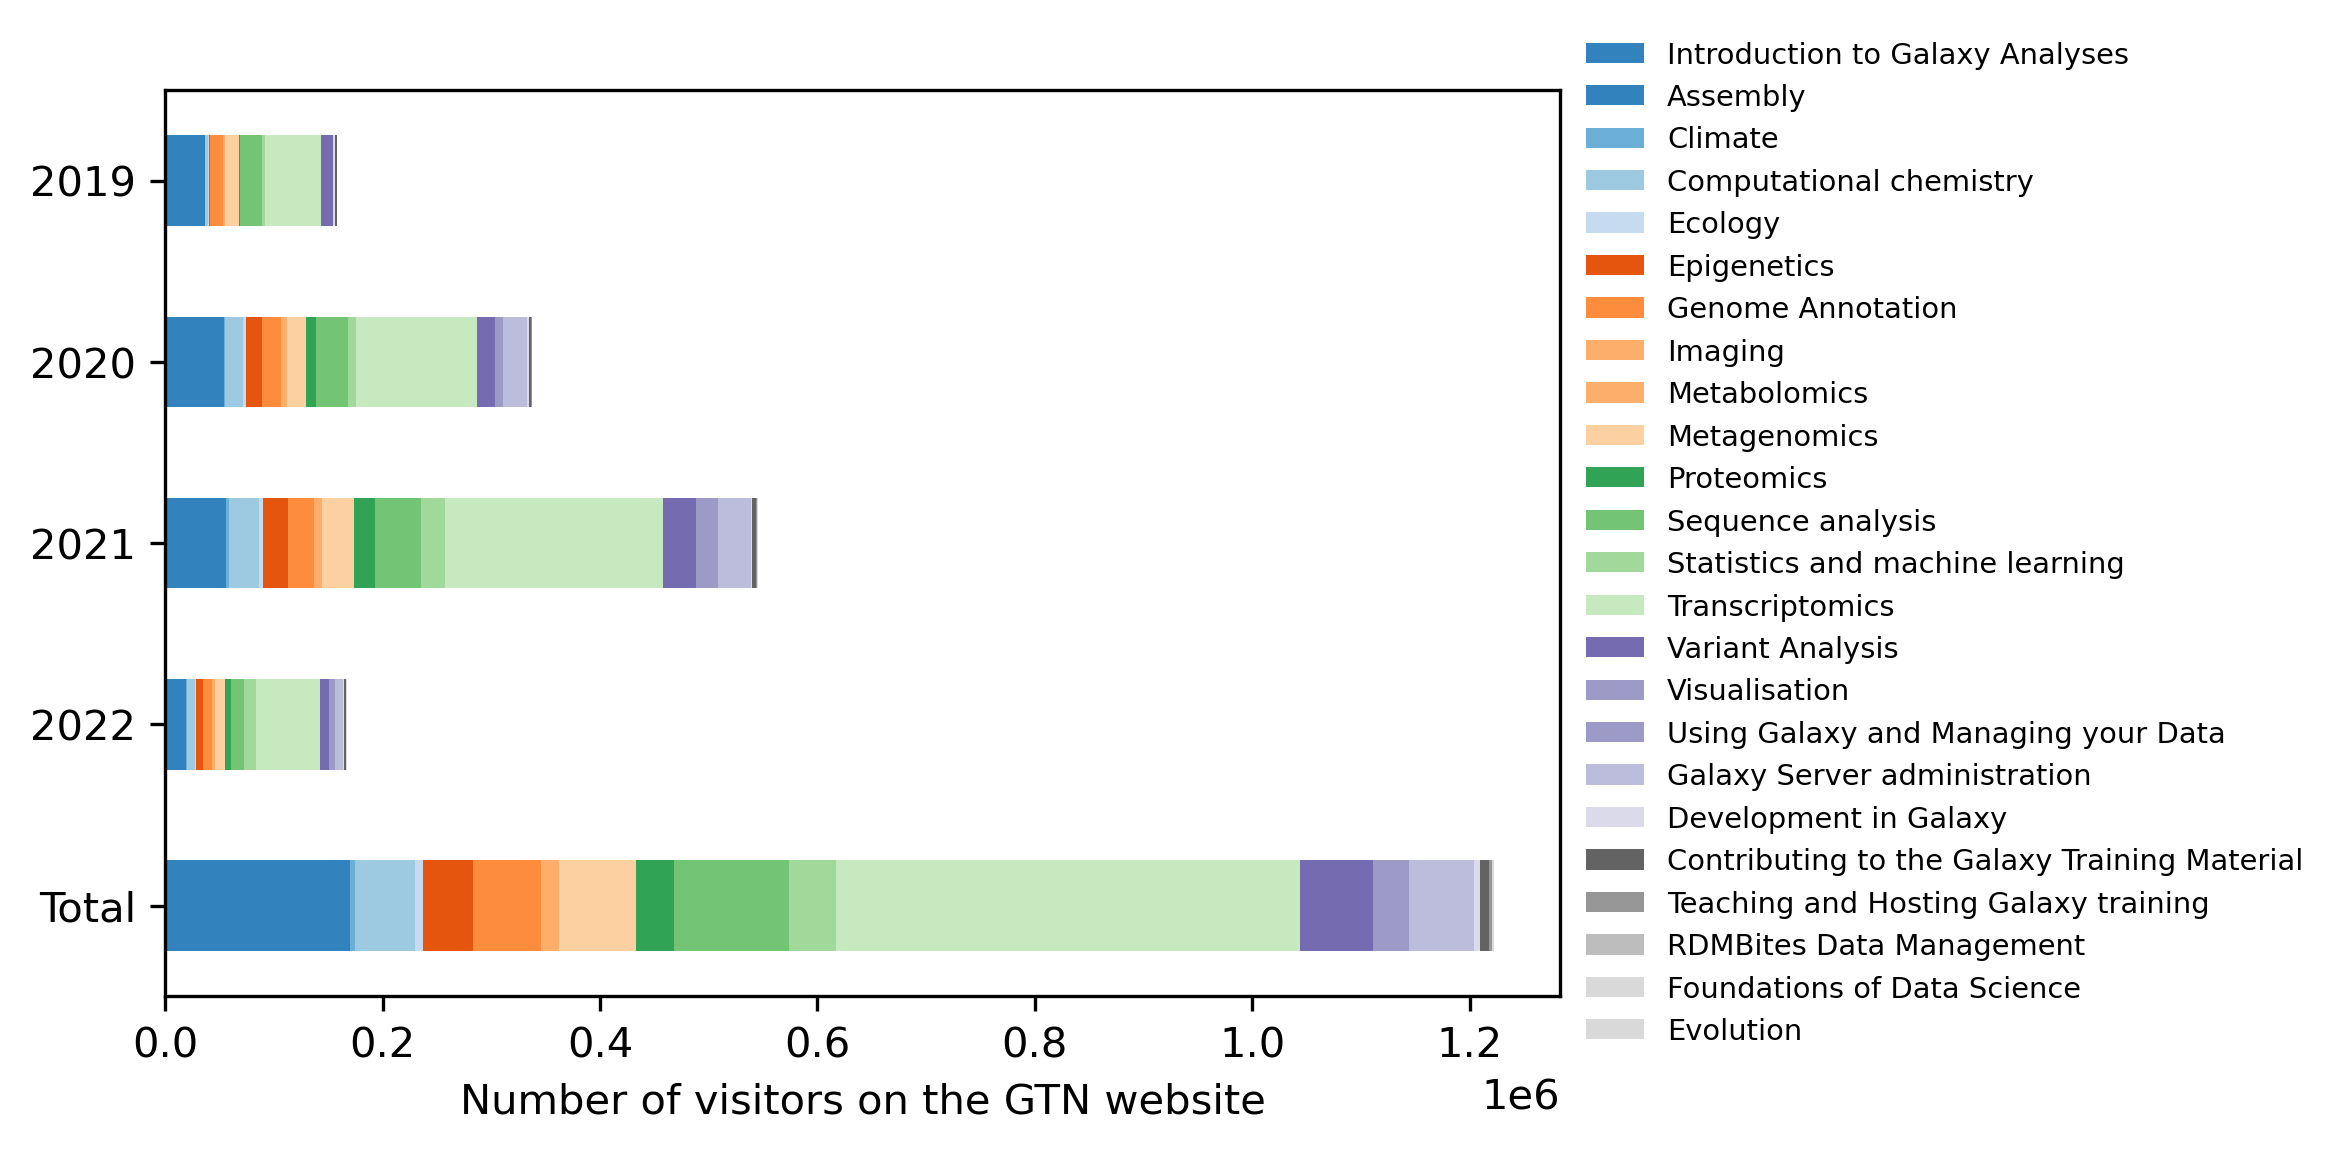 2019
2020
2021
2022
Total
0.0 0.2 0.4 0.6 0.8 1.0 1.2
1e6
Number of visitors on the GTN website
Introduction to Galaxy Analyses
Assembly
Climate
Computational chemistry
Ecology
Epigenetics
Genome Annotation
Imaging
Metabolomics
Metagenomics
Proteomics
Sequence analysis
Statistics and machine learning
Transcriptomics
Variant Analysis
Visualisation
Using Galaxy and Managing your Data
Galaxy Server administration
Development in Galaxy
Contributing to the Galaxy Training Material
Teaching and Hosting Galaxy training
RDMBites Data Management
Foundations of Data Science
Evolution